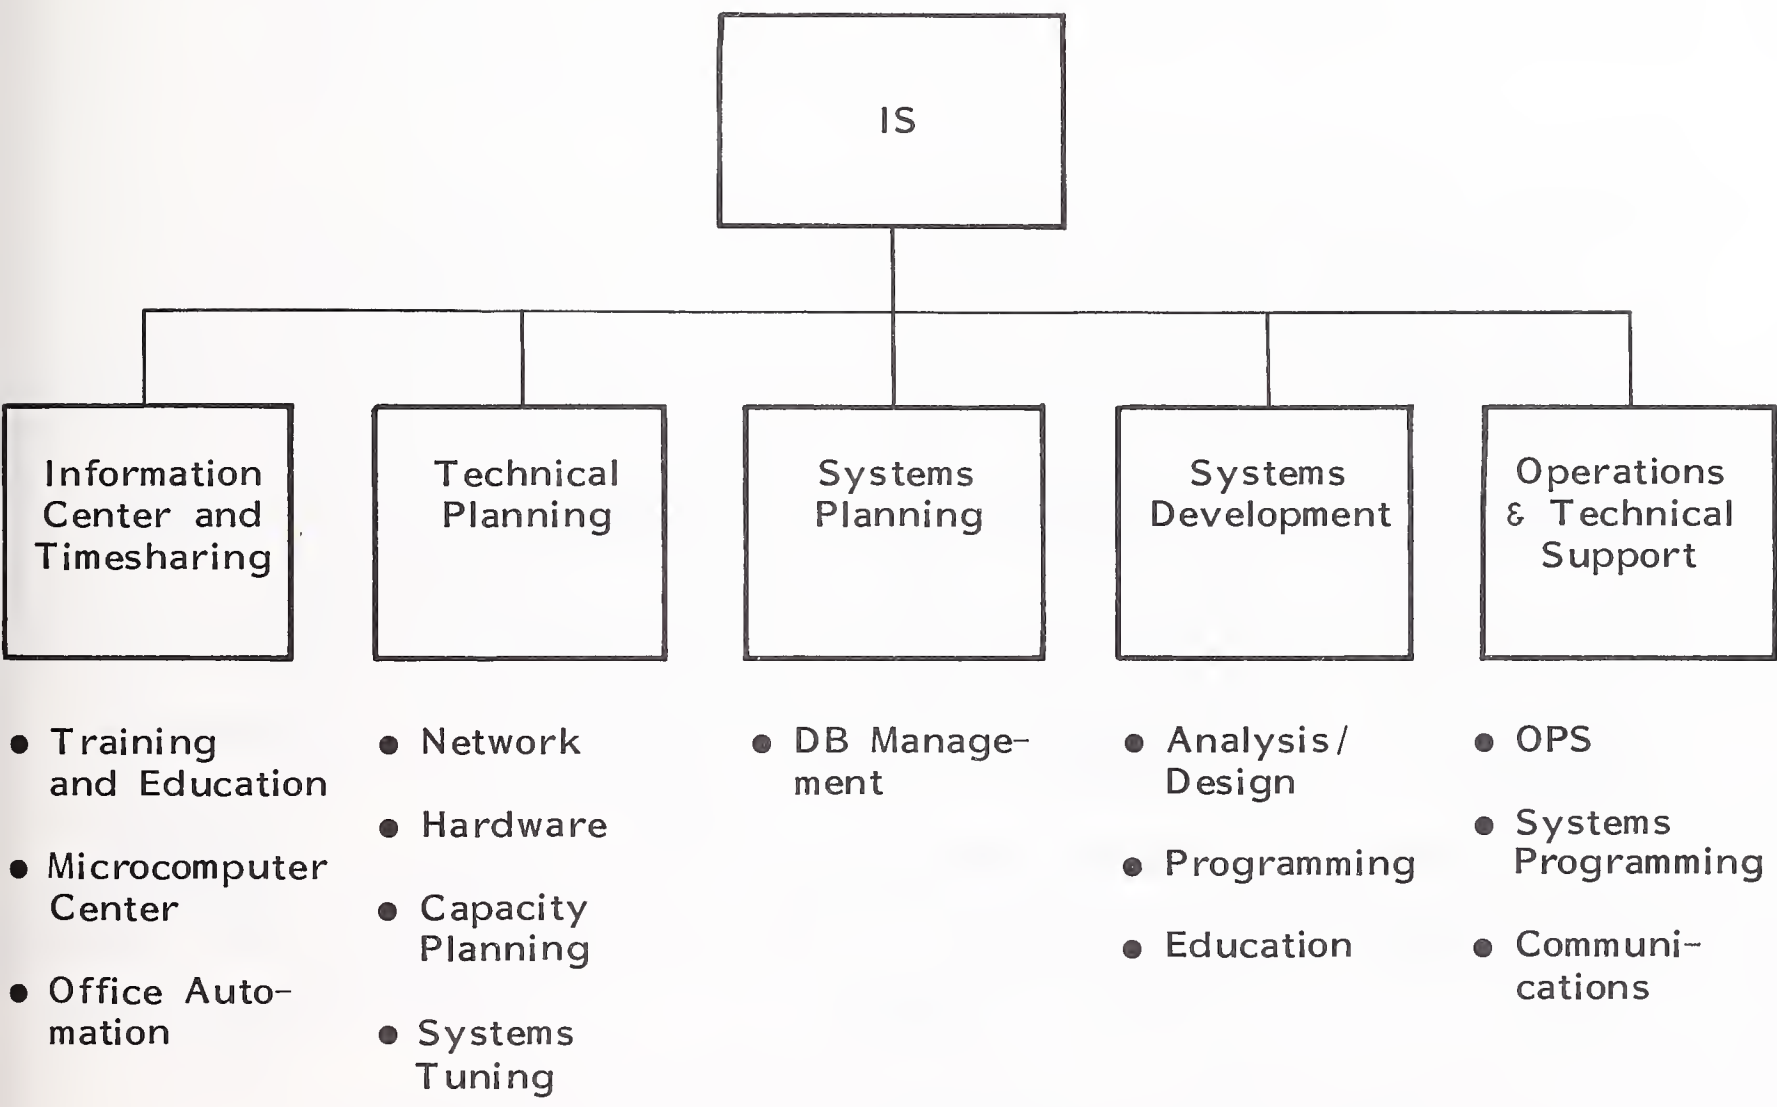 IS
Information
Center and
Timesharing
Technical
Planning
Systems
Planning
Systems
Development
Operations
& Technical
Support
• Training
and Education
• Microcomputer
Center
• Office Auto-
mation
• Network
• Hardware
• Capacity
Planning
• Systems
Tuning
• DB Manage-
ment
• Analysis/
Design
• Programming
• Education
• OPS
• Systems
Programming
• Communi-
cations